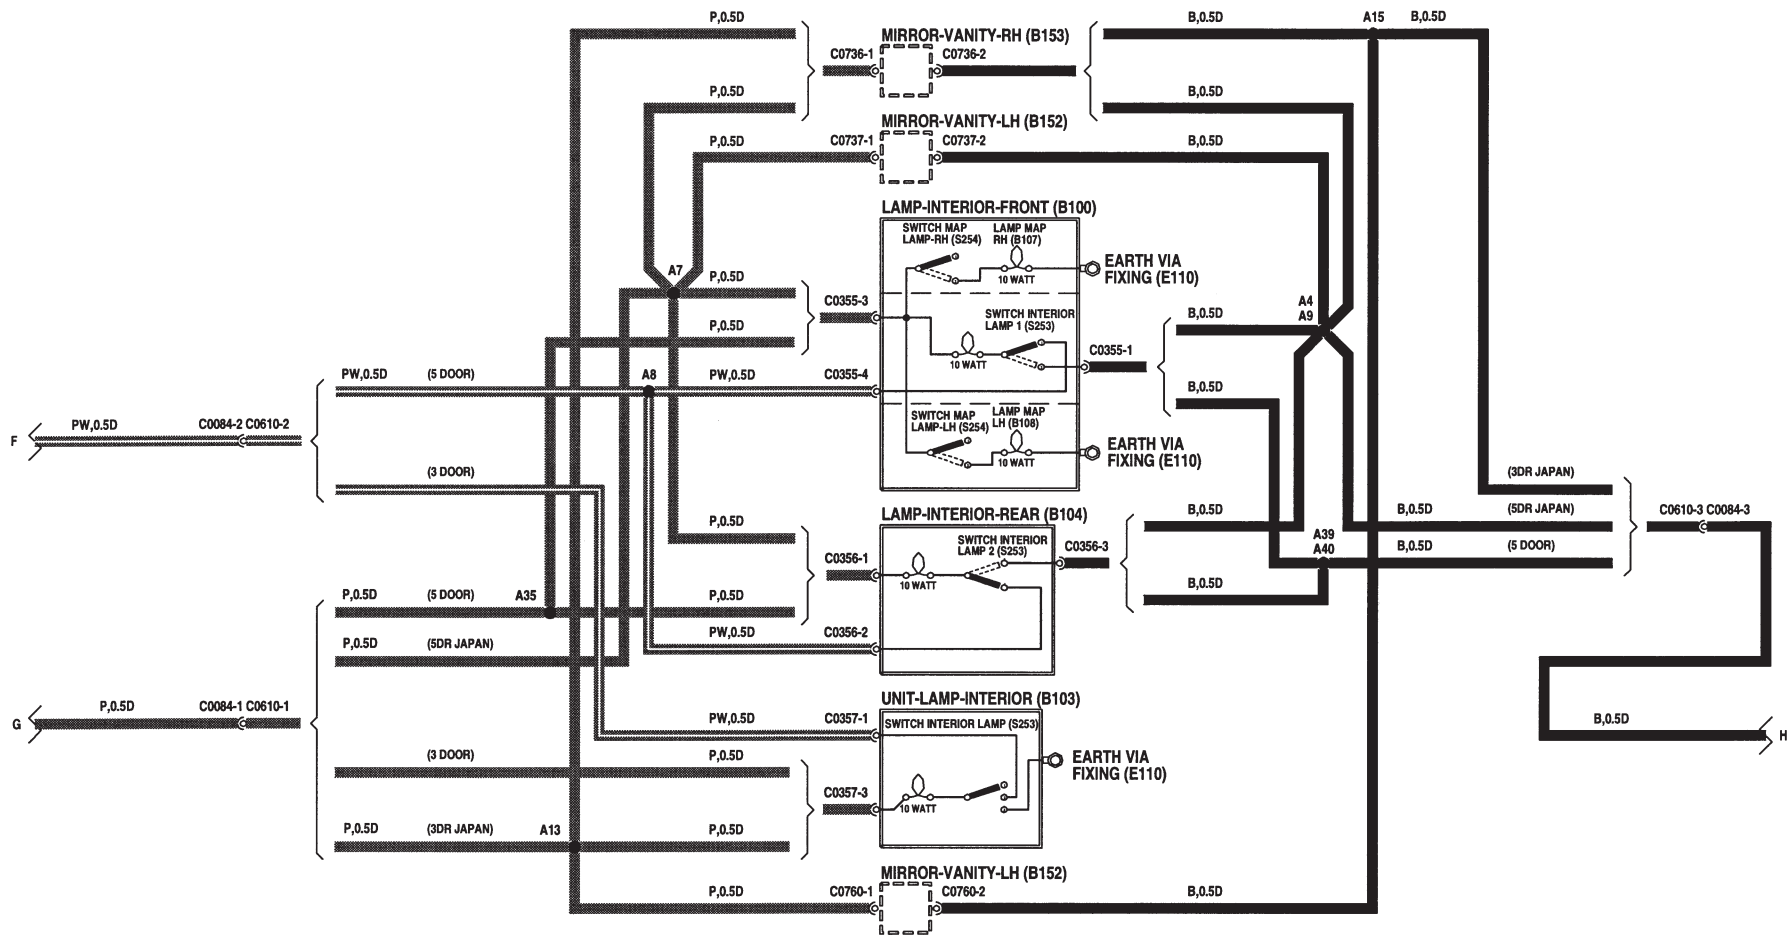 P,0.5D
B,0.5D
A15
B,0.5D
MIRROR-VANITY-RH (B153)
C0736-1
C0736-2
P,0.5D
B,0.5D
MIRROR-VANITY-LH (B152)
P,0.5D
C0737-1
C0737-2
B,0.5D
LAMP-INTERIOR-FRONT (B100)
SWITCH MAP
LAMP-RH (S254)
LAMP MAP
RH (B107)
10 WATT
EARTH VIA
FIXING (E110)
A7
P,0.5D
C0355-3
P,0.5D
SWITCH INTERIOR
LAMP 1 (S253)
10 WATT
C0355-1
B,0.5D
A4
A9
PW,0.5D
(5 DOOR)
A8
PW,0.5D
C0355-4
B,0.5D
SWITCH MAP
LAMP-LH (S254)
LAMP MAP
LH (B108)
10 WATT
EARTH VIA
FIXING (E110)
F
PW,0.5D
C0084-2 C0610-2
(3 DOOR)
(3DR JAPAN)
LAMP-INTERIOR-REAR (B104)
P,0.5D
B,0.5D
B,0.5D
(5DR JAPAN)
C0610-3 C0084-3
SWITCH INTERIOR
LAMP 2 (S253)
C0356-1
C0356-3
10 WATT
A39
A40
B,0.5D
(5 DOOR)
P,0.5D
(5 DOOR)
A35
P,0.5D
B,0.5D
P,0.5D
(5DR JAPAN)
PW,0.5D
C0356-2
UNIT-LAMP-INTERIOR (B103)
G
P,0.5D
C0084-1 C0610-1
PW,0.5D
C0357-1
SWITCH INTERIOR LAMP (S253)
B,0.5D
H
(3 DOOR)
P,0.5D
EARTH VIA
FIXING (E110)
C0357-3
10 WATT
P,0.5D
(3DR JAPAN)
A13
P,0.5D
MIRROR-VANITY-LH (B152)
P,0.5D
C0760-1
C0760-2
B,0.5D